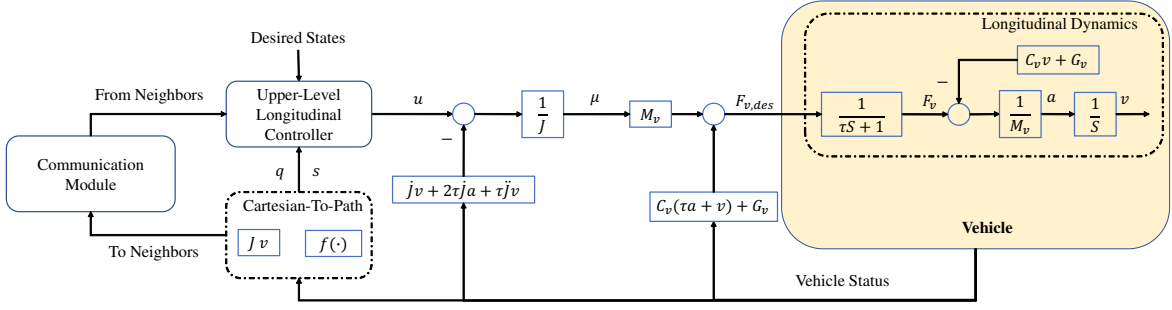 Longitudinal Dynamics
Desired States
C_v v + G_v
−
From Neighbors
Upper-Level
Longitudinal
Controller
u
−
1/J
μ
M_v
F_{v,des}
1/(τS + 1)
F_v
1/M_v
a
1/S
v
Communication
Module
q
s
J̇v + 2τJ̇a + τJ̈v
C_v(τa + v) + G_v
Cartesian-To-Path
J v
f(·)
To Neighbors
Vehicle
Vehicle Status